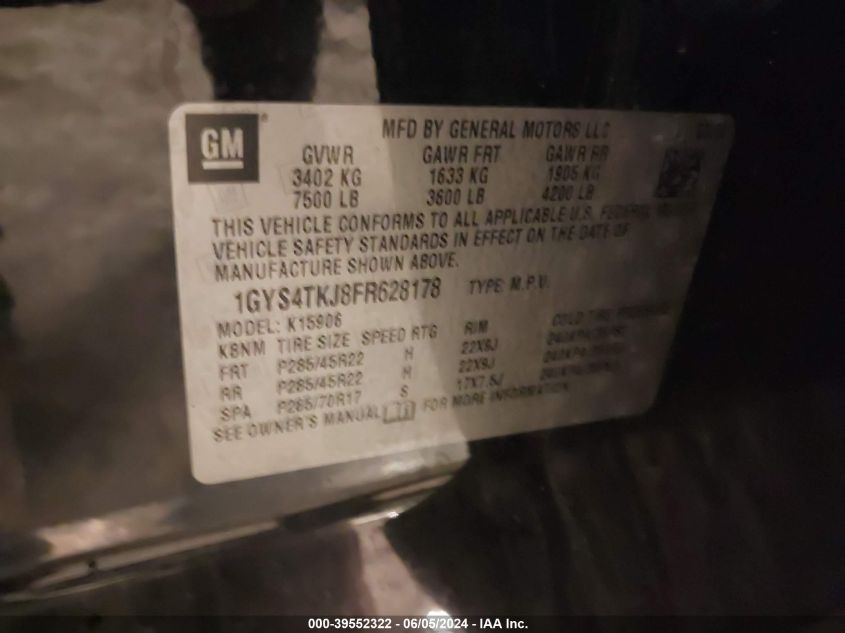 GM
MFD BY GENERAL MOTORS LLC
GVWR GAWR FRT GAWR RR
3402 KG 1633 KG 1905 KG
7500 LB 3600 LB 4200 LB
THIS VEHICLE CONFORMS TO ALL APPLICABLE U.S. FEDERAL
VEHICLE SAFETY STANDARDS IN EFFECT ON THE DATE OF
MANUFACTURE SHOWN ABOVE.
1GYS4TKJ8FR628178 TYPE: M.P.V.
MODEL: K15906
K8NM TIRE SIZE SPEED RTG RIM COLD TIRE PRESSURE
FRT P285/45R22 H 22X9J
RR P285/45R22 H 22X9J
SPA P265/70R17 S 17X7.5J
SEE OWNER'S MANUAL FOR MORE INFORMATION
000-39552322 - 06/05/2024 - IAA Inc.